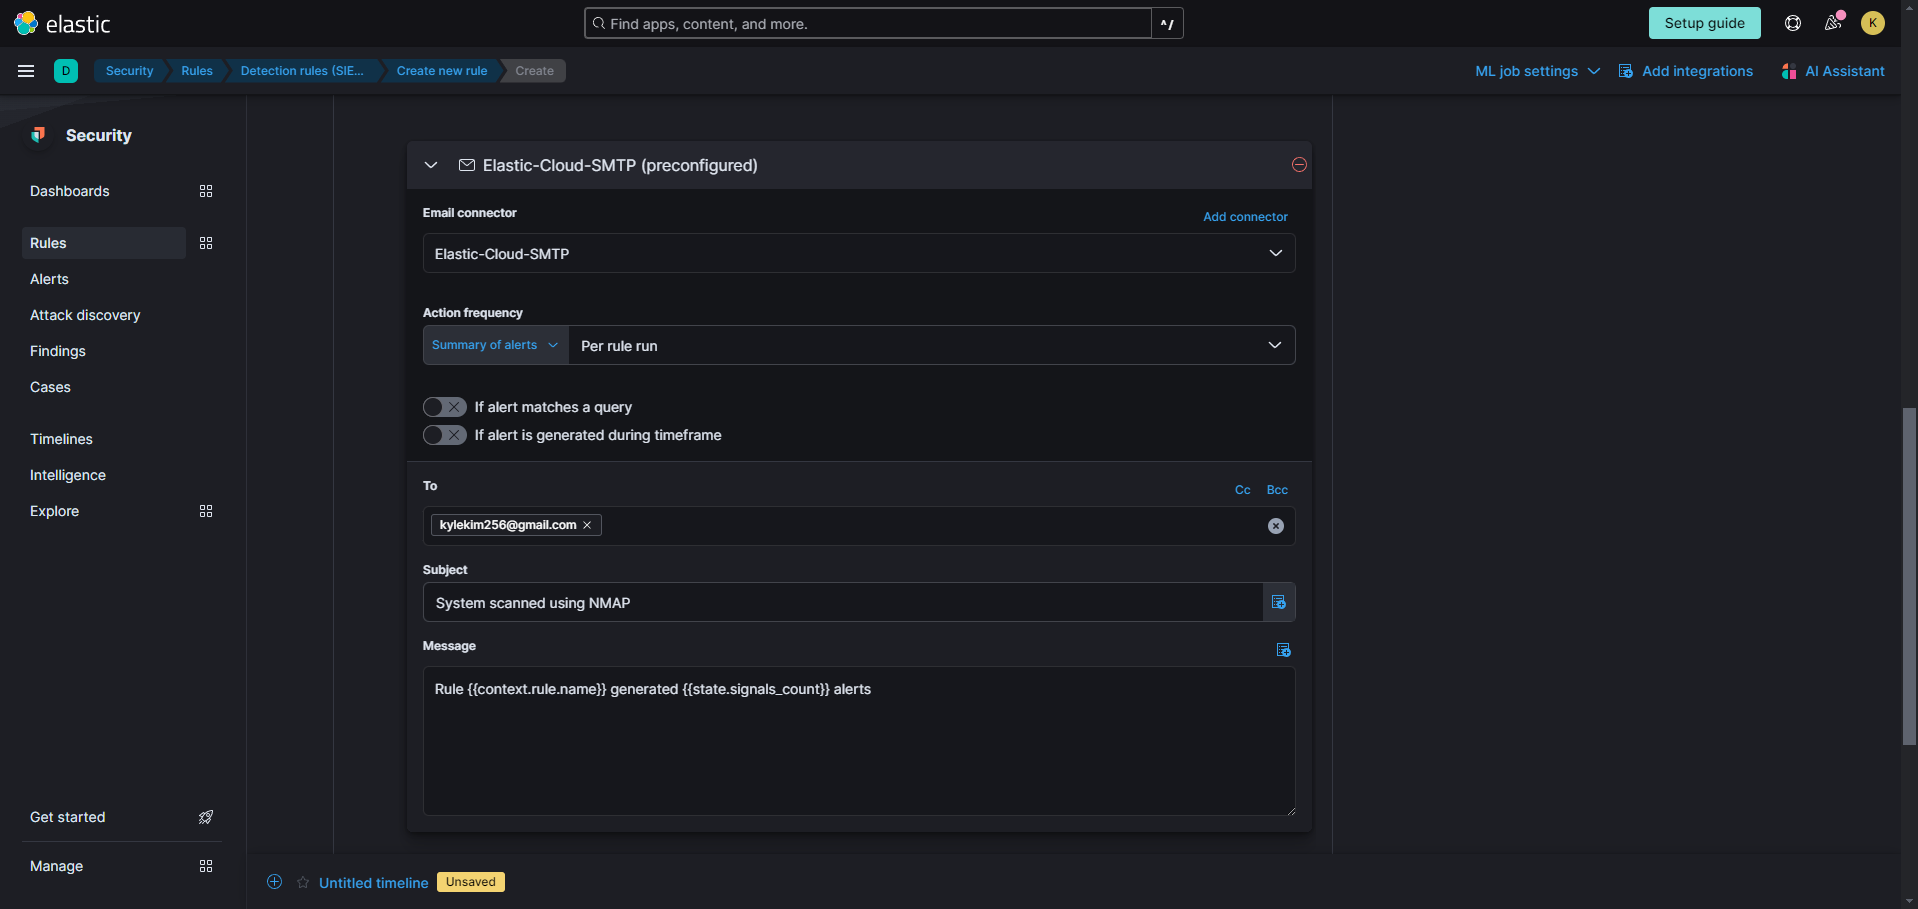 elastic
Find apps, content, and more.
^/
Setup guide
K
D
Security
Rules
Detection rules (SIE...
Create new rule
Create
ML job settings
Add integrations
AI Assistant
Security
Dashboards
Rules
Alerts
Attack discovery
Findings
Cases
Timelines
Intelligence
Explore
Get started
Manage
Elastic-Cloud-SMTP (preconfigured)
Email connector
Add connector
Elastic-Cloud-SMTP
Action frequency
Summary of alerts
Per rule run
If alert matches a query
If alert is generated during timeframe
To
Cc
Bcc
kylekim256@gmail.com
Subject
System scanned using NMAP
Message
Rule {{context.rule.name}} generated {{state.signals_count}} alerts
Untitled timeline
Unsaved